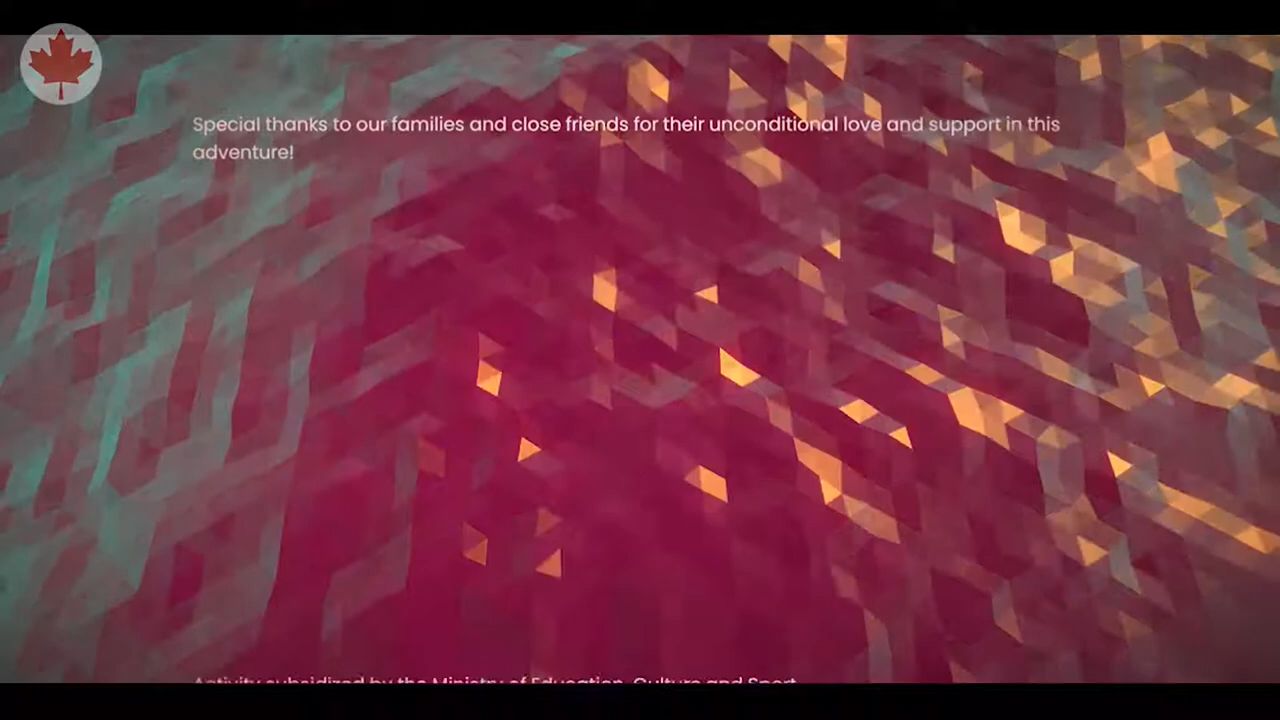 Special thanks to our families and close friends for their unconditional love and support in this
adventure!
Activity subsidized by the Ministry of Education, Culture and Sport